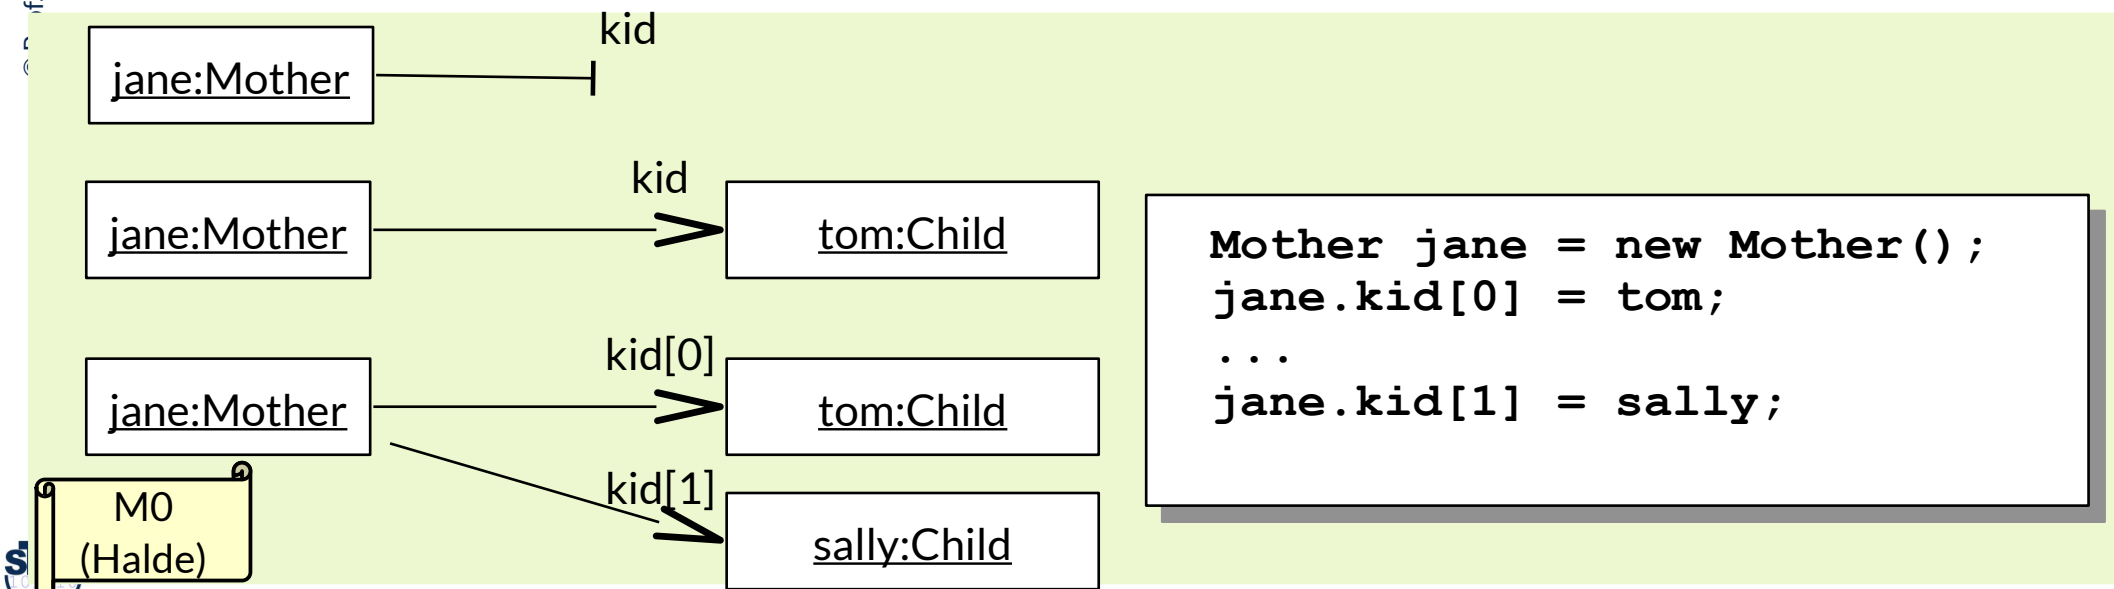 kid
jane:Mother
kid
jane:Mother
tom:Child
kid[0]
jane:Mother
tom:Child
kid[1]
sally:Child
M0
(Halde)
Mother jane = new Mother();
jane.kid[0] = tom;
...
jane.kid[1] = sally;